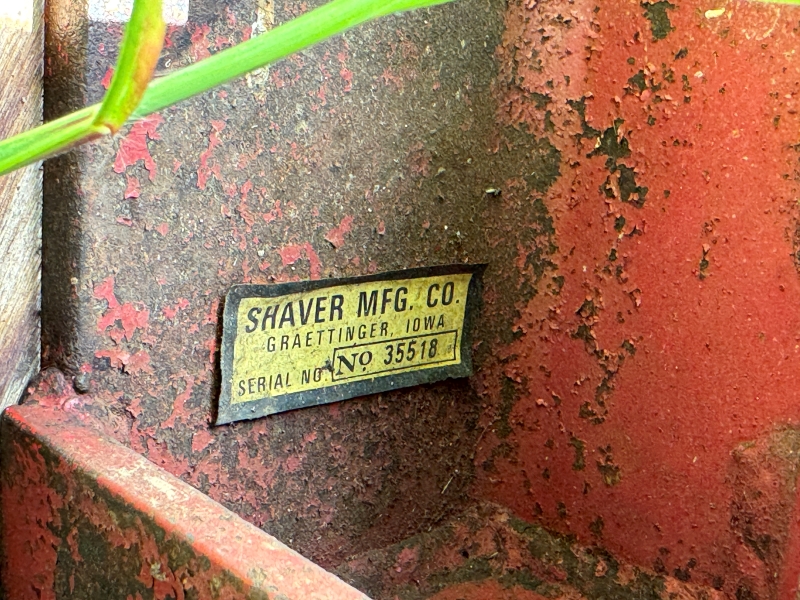 SHAVER MFG. CO.
GRAETTINGER, IOWA
SERIAL NO. No 35518